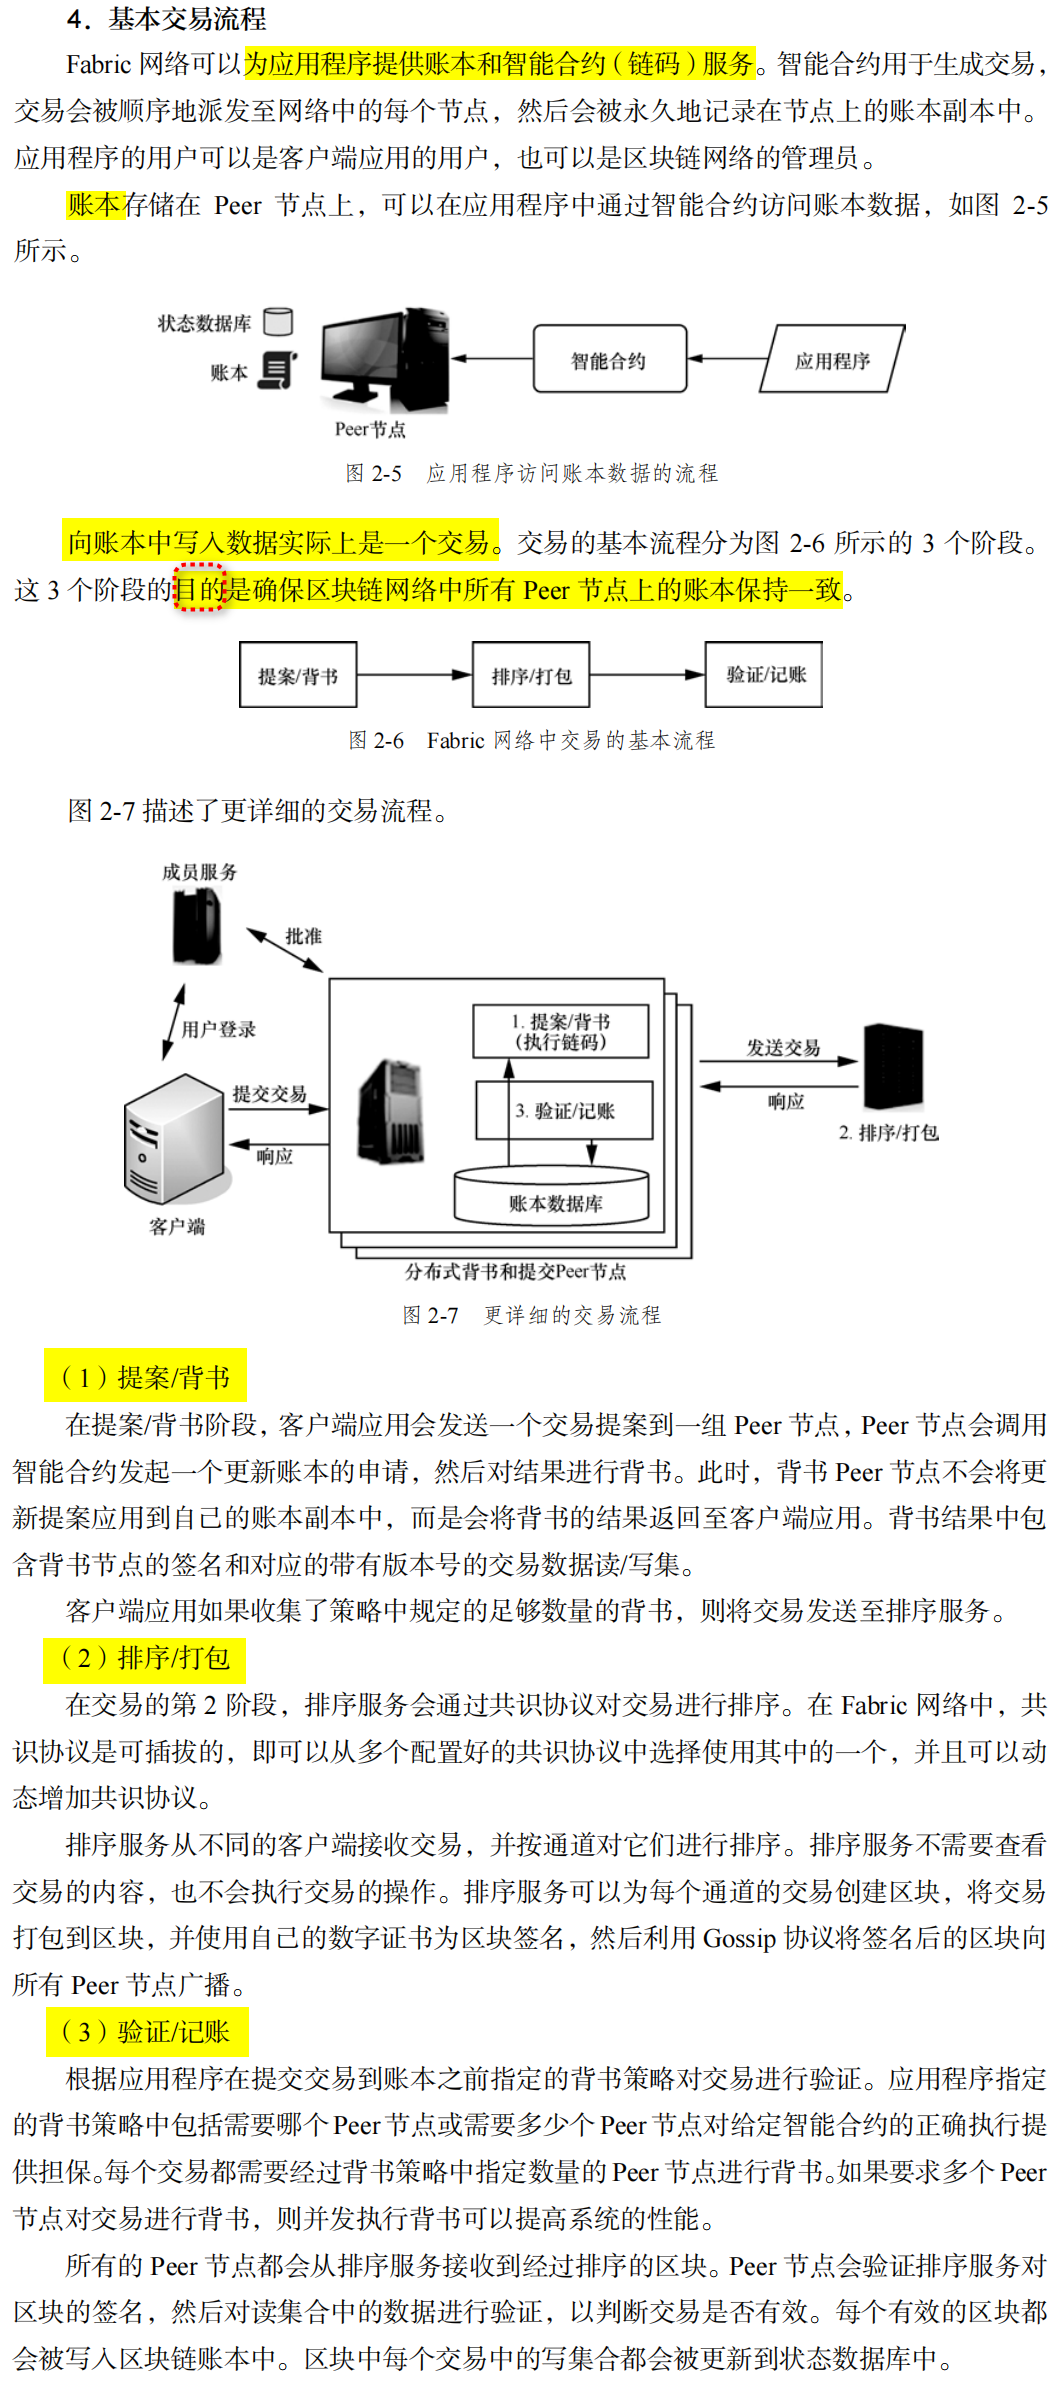 4．基本交易流程
Fabric 网络可以为应用程序提供账本和智能合约（链码）服务。智能合约用于生成交易，
交易会被顺序地派发至网络中的每个节点，然后会被永久地记录在节点上的账本副本中。
应用程序的用户可以是客户端应用的用户，也可以是区块链网络的管理员。
账本存储在 Peer 节点上，可以在应用程序中通过智能合约访问账本数据，如图 2-5
所示。
状态数据库
账本
Peer节点
智能合约
应用程序
图 2-5 应用程序访问账本数据的流程
向账本中写入数据实际上是一个交易。交易的基本流程分为图 2-6 所示的 3 个阶段。
这 3 个阶段的目的是确保区块链网络中所有 Peer 节点上的账本保持一致。
提案/背书
排序/打包
验证/记账
图 2-6 Fabric 网络中交易的基本流程
图 2-7 描述了更详细的交易流程。
成员服务
批准
用户登录
1. 提案/背书
（执行链码）
发送交易
提交交易
3. 验证/记账
响应
2. 排序/打包
响应
账本数据库
客户端
分布式背书和提交Peer节点
图 2-7 更详细的交易流程
（1）提案/背书
在提案/背书阶段，客户端应用会发送一个交易提案到一组 Peer 节点，Peer 节点会调用
智能合约发起一个更新账本的申请，然后对结果进行背书。此时，背书 Peer 节点不会将更
新提案应用到自己的账本副本中，而是会将背书的结果返回至客户端应用。背书结果中包
含背书节点的签名和对应的带有版本号的交易数据读/写集。
客户端应用如果收集了策略中规定的足够数量的背书，则将交易发送至排序服务。
（2）排序/打包
在交易的第 2 阶段，排序服务会通过共识协议对交易进行排序。在 Fabric 网络中，共
识协议是可插拔的，即可以从多个配置好的共识协议中选择使用其中的一个，并且可以动
态增加共识协议。
排序服务从不同的客户端接收交易，并按通道对它们进行排序。排序服务不需要查看
交易的内容，也不会执行交易的操作。排序服务可以为每个通道的交易创建区块，将交易
打包到区块，并使用自己的数字证书为区块签名，然后利用 Gossip 协议将签名后的区块向
所有 Peer 节点广播。
（3）验证/记账
根据应用程序在提交交易到账本之前指定的背书策略对交易进行验证。应用程序指定
的背书策略中包括需要哪个 Peer 节点或需要多少个 Peer 节点对给定智能合约的正确执行提
供担保。每个交易都需要经过背书策略中指定数量的 Peer 节点进行背书。如果要求多个 Peer
节点对交易进行背书，则并发执行背书可以提高系统的性能。
所有的 Peer 节点都会从排序服务接收到经过排序的区块。Peer 节点会验证排序服务对
区块的签名，然后对读集合中的数据进行验证，以判断交易是否有效。每个有效的区块都
会被写入区块链账本中。区块中每个交易中的写集合都会被更新到状态数据库中。